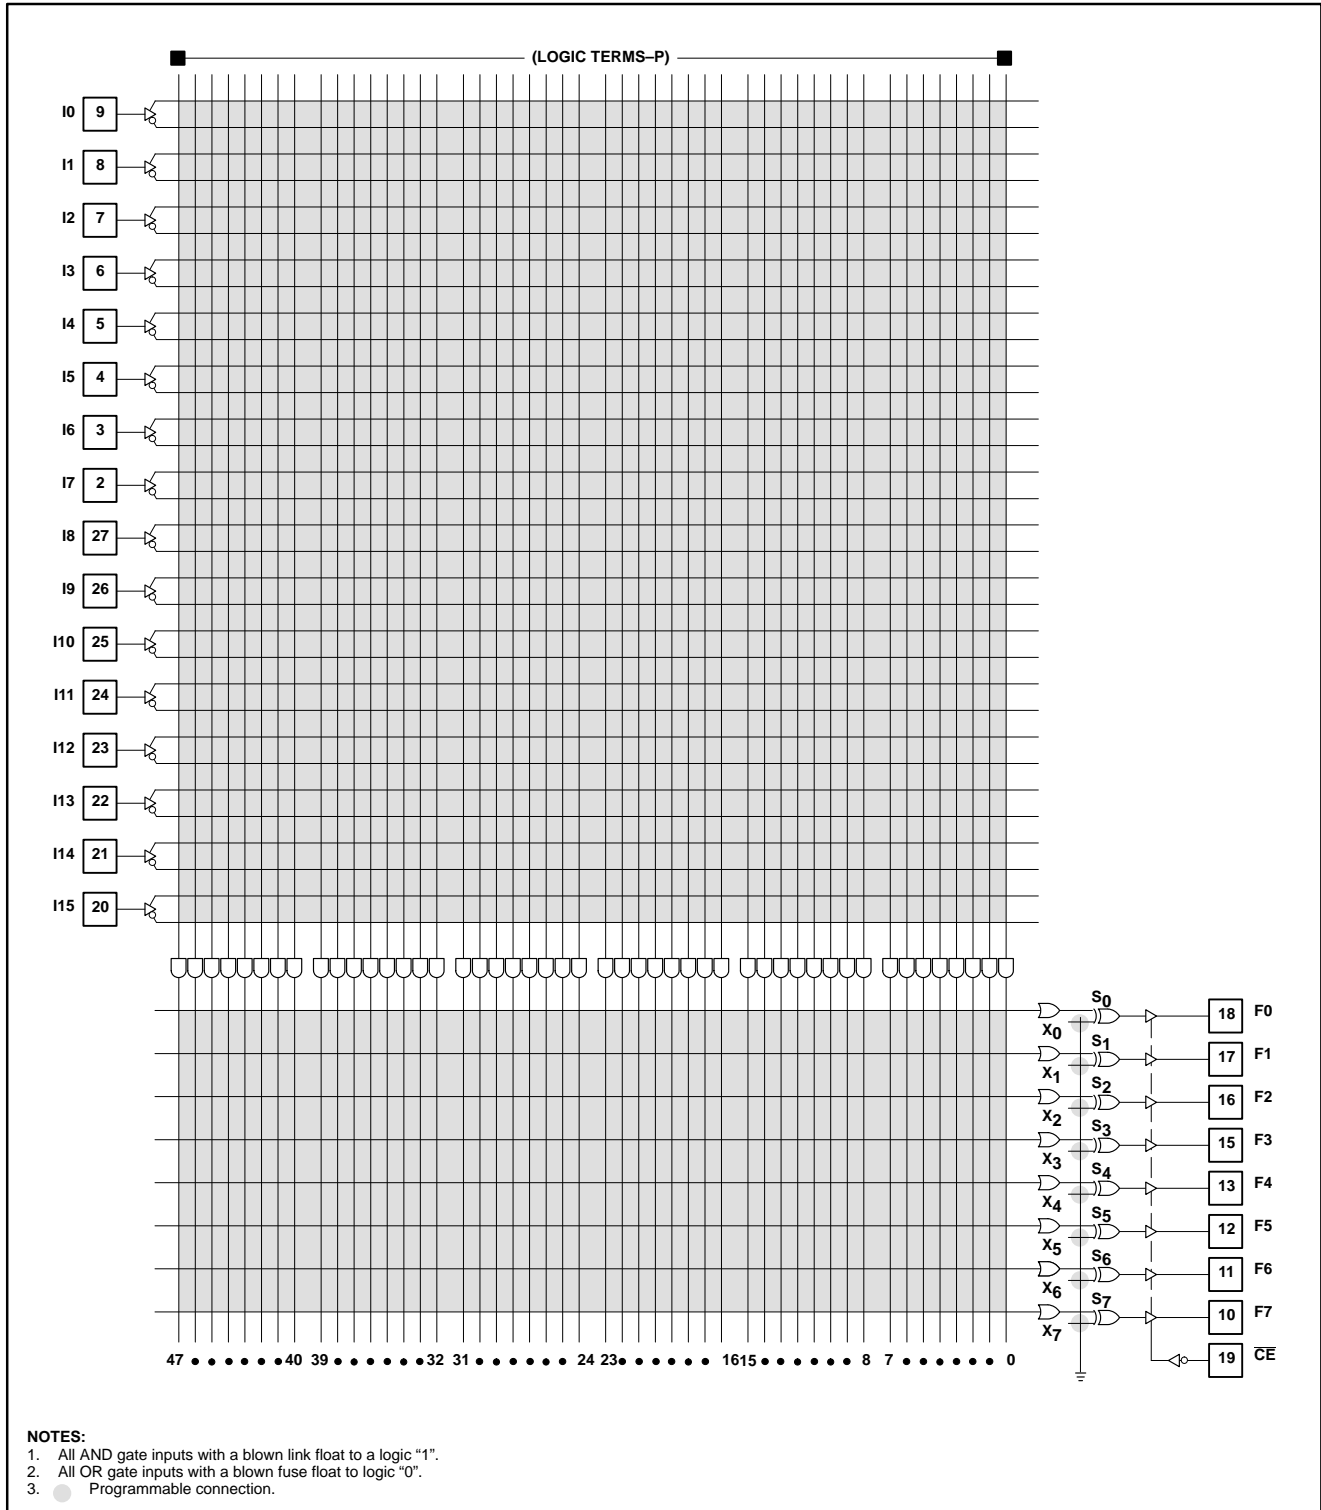 (LOGIC TERMS–P)
I0 9
I1 8
I2 7
I3 6
I4 5
I5 4
I6 3
I7 2
I8 27
I9 26
I10 25
I11 24
I12 23
I13 22
I14 21
I15 20
S0 18 F0
X0
S1 17 F1
X1
S2 16 F2
X2
S3 15 F3
X3
S4 13 F4
X4
S5 12 F5
X5
S6 11 F6
X6
S7 10 F7
X7
47 40 39 32 31 24 23 16 15 8 7 0 19 C̅E̅
NOTES:
1. All AND gate inputs with a blown link float to a logic “1”.
2. All OR gate inputs with a blown fuse float to logic “0”.
3. Programmable connection.